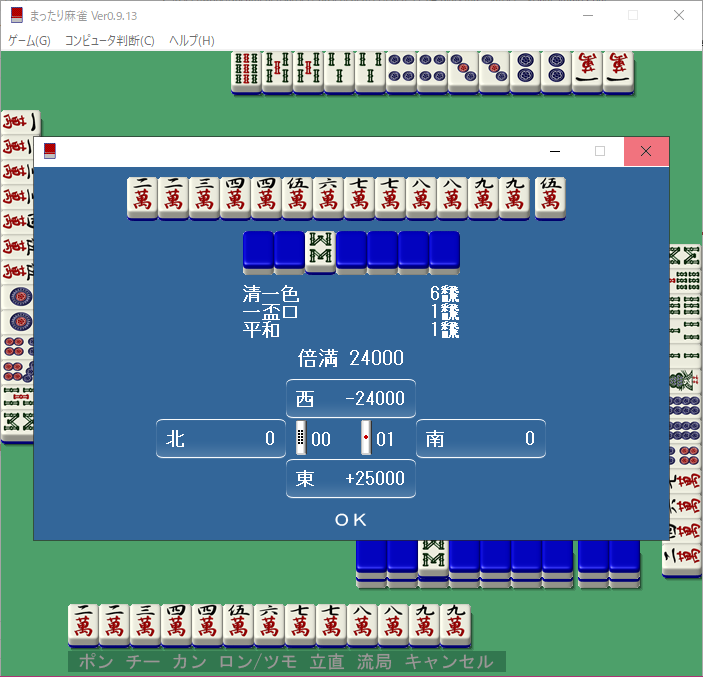 まったり麻雀 Ver0.9.13
ゲーム(G) コンピュータ判断(C) ヘルプ(H)
二萬 二萬 三萬 四萬 四萬 伍萬 六萬 七萬 七萬 八萬 八萬 九萬 九萬 伍萬
清一色 6飜
一盃口 1飜
平和 1飜
倍満 24000
西 -24000
北 0 00 01 南 0
東 +25000
OK
二萬 二萬 三萬 四萬 四萬 伍萬 六萬 七萬 七萬 八萬 八萬 九萬 九萬
ポン チー カン ロン/ツモ 立直 流局 キャンセル